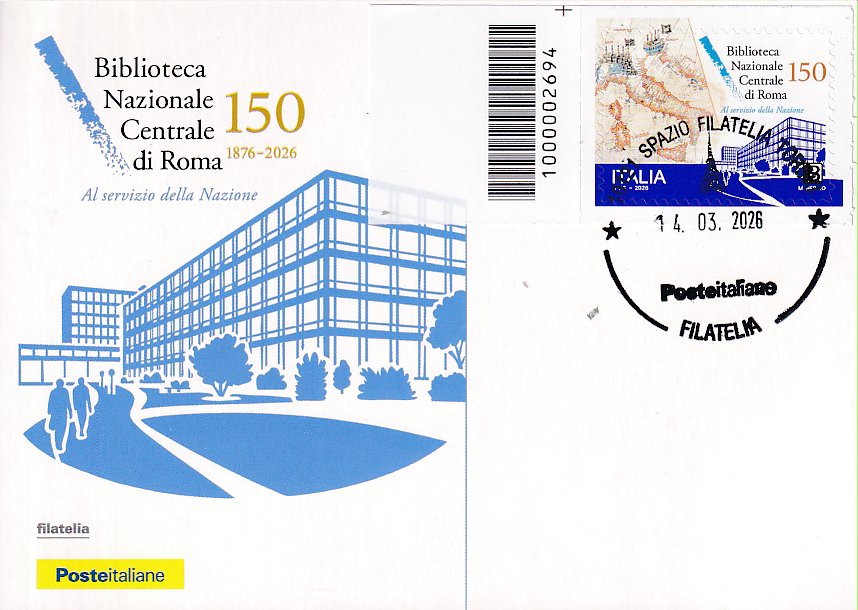 Biblioteca
Nazionale
Centrale
di Roma
150
1876-2026
Al servizio della Nazione
filatelia
Posteitaliane
1000002694
Biblioteca
Nazionale
Centrale
di Roma
150
Al servizio della Nazione
ITALIA
2026
SPAZIO FILATELIA
14. 03. 2026
Posteitaliane
FILATELIA